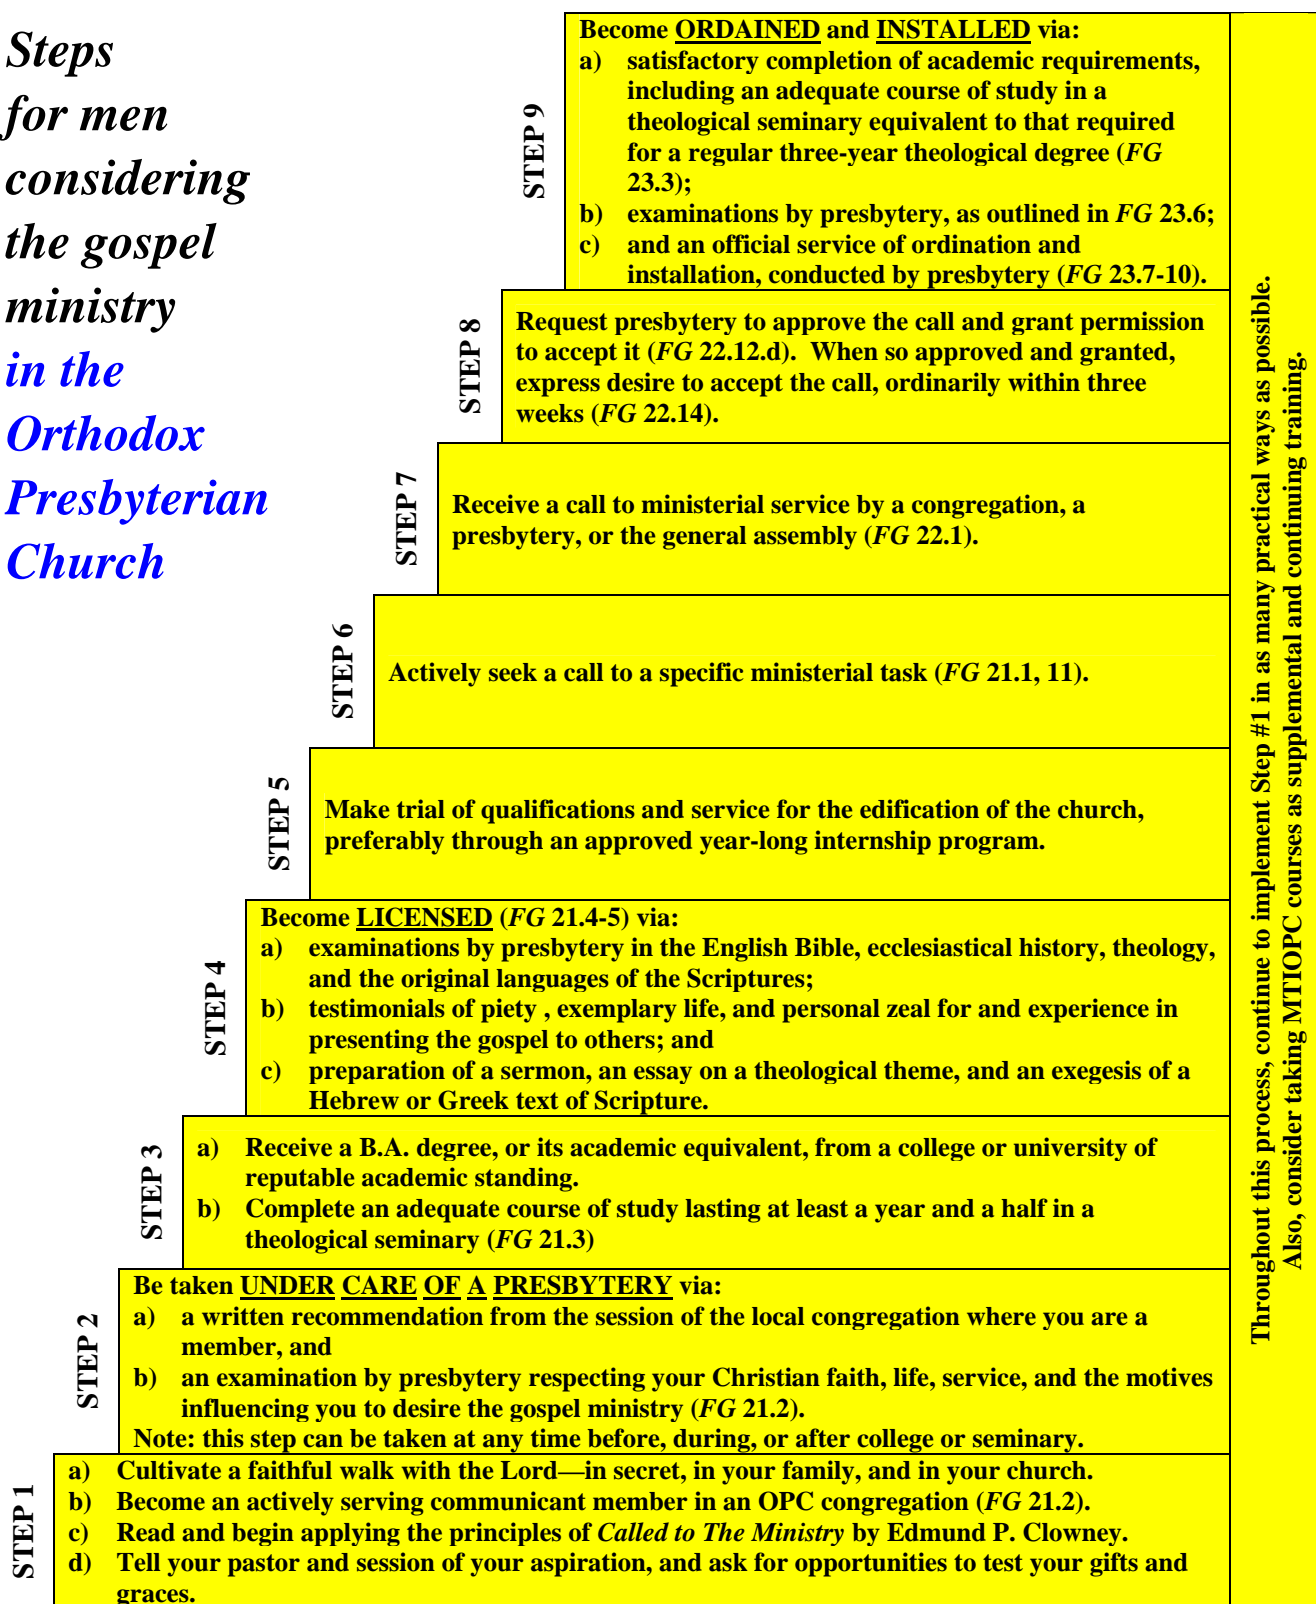 Steps
for men
considering
the gospel
ministry
in the
Orthodox
Presbyterian
Church
STEP 9
Become ORDAINED and INSTALLED via:
a) satisfactory completion of academic requirements,
including an adequate course of study in a
theological seminary equivalent to that required
for a regular three-year theological degree (FG
23.3);
b) examinations by presbytery, as outlined in FG 23.6;
c) and an official service of ordination and
installation, conducted by presbytery (FG 23.7-10).
STEP 8
Request presbytery to approve the call and grant permission
to accept it (FG 22.12.d). When so approved and granted,
express desire to accept the call, ordinarily within three
weeks (FG 22.14).
STEP 7
Receive a call to ministerial service by a congregation, a
presbytery, or the general assembly (FG 22.1).
STEP 6
Actively seek a call to a specific ministerial task (FG 21.1, 11).
STEP 5
Make trial of qualifications and service for the edification of the church,
preferably through an approved year-long internship program.
STEP 4
Become LICENSED (FG 21.4-5) via:
a) examinations by presbytery in the English Bible, ecclesiastical history, theology,
and the original languages of the Scriptures;
b) testimonials of piety , exemplary life, and personal zeal for and experience in
presenting the gospel to others; and
c) preparation of a sermon, an essay on a theological theme, and an exegesis of a
Hebrew or Greek text of Scripture.
STEP 3
a) Receive a B.A. degree, or its academic equivalent, from a college or university of
reputable academic standing.
b) Complete an adequate course of study lasting at least a year and a half in a
theological seminary (FG 21.3)
STEP 2
Be taken UNDER CARE OF A PRESBYTERY via:
a) a written recommendation from the session of the local congregation where you are a
member, and
b) an examination by presbytery respecting your Christian faith, life, service, and the motives
influencing you to desire the gospel ministry (FG 21.2).
Note: this step can be taken at any time before, during, or after college or seminary.
STEP 1
a) Cultivate a faithful walk with the Lord—in secret, in your family, and in your church.
b) Become an actively serving communicant member in an OPC congregation (FG 21.2).
c) Read and begin applying the principles of Called to The Ministry by Edmund P. Clowney.
d) Tell your pastor and session of your aspiration, and ask for opportunities to test your gifts and
graces.
Throughout this process, continue to implement Step #1 in as many practical ways as possible.
Also, consider taking MTIOPC courses as supplemental and continuing training.